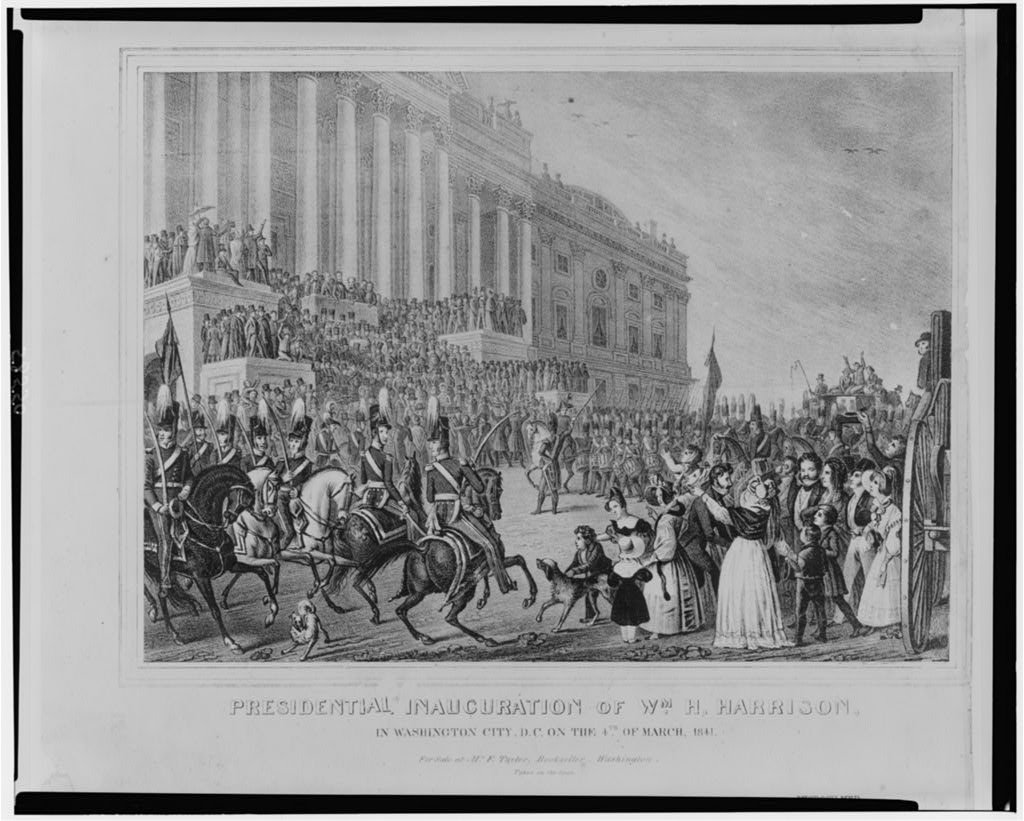 PRESIDENTIAL INAUGURATION OF WM H. HARRISON,
IN WASHINGTON CITY, D.C. ON THE 4TH OF MARCH, 1841.
For Sale at Wm F. Taylor, Bookseller, Washington.
Taken on the Spot.